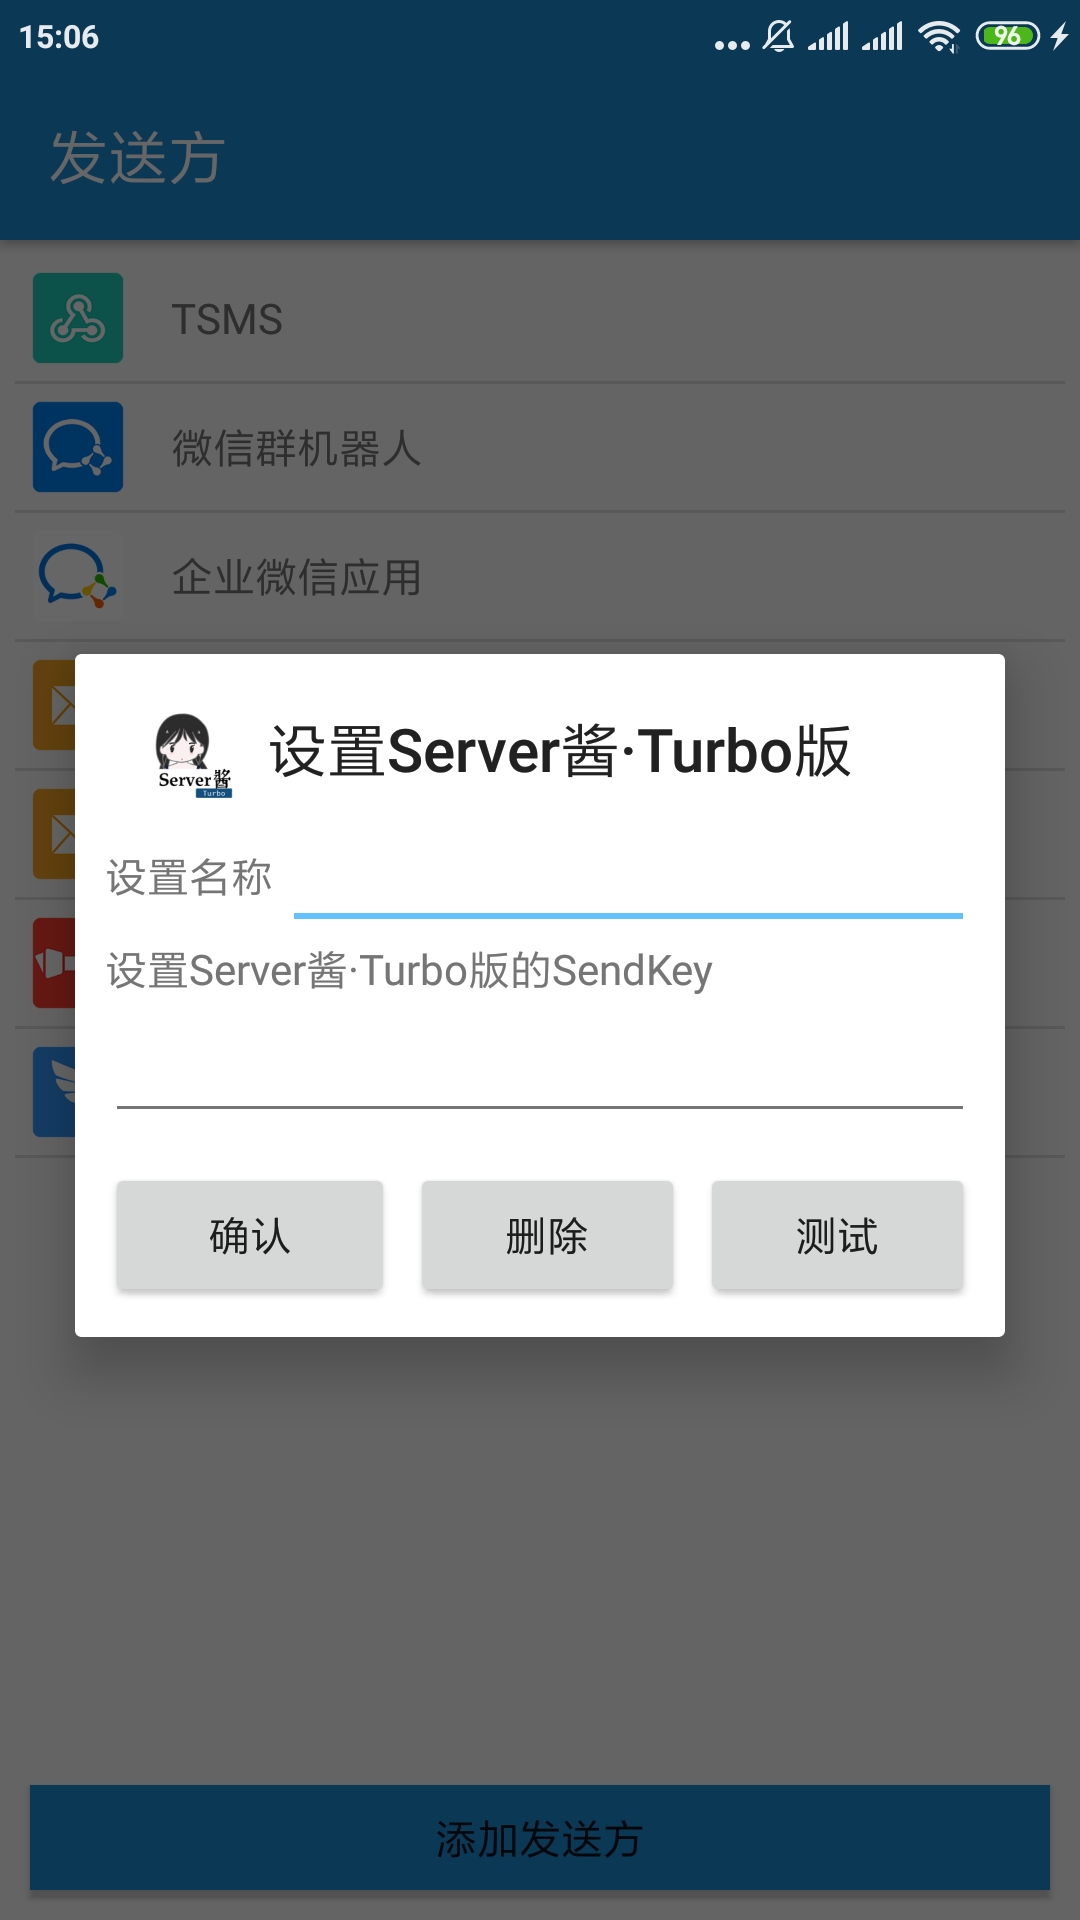 15:06
96
发送方
TSMS
微信群机器人
企业微信应用
Server酱
Turbo
设置Server酱·Turbo版
设置名称
设置Server酱·Turbo版的SendKey
确认
删除
测试
添加发送方